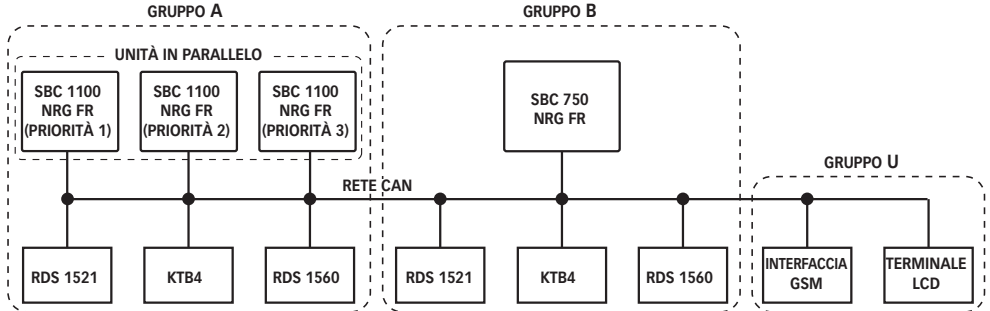 GRUPPO A
UNITÀ IN PARALLELO
SBC 1100
NRG FR
(PRIORITÀ 1)
SBC 1100
NRG FR
(PRIORITÀ 2)
SBC 1100
NRG FR
(PRIORITÀ 3)
GRUPPO B
SBC 750
NRG FR
GRUPPO U
RETE CAN
RDS 1521
KTB4
RDS 1560
RDS 1521
KTB4
RDS 1560
INTERFACCIA
GSM
TERMINALE
LCD